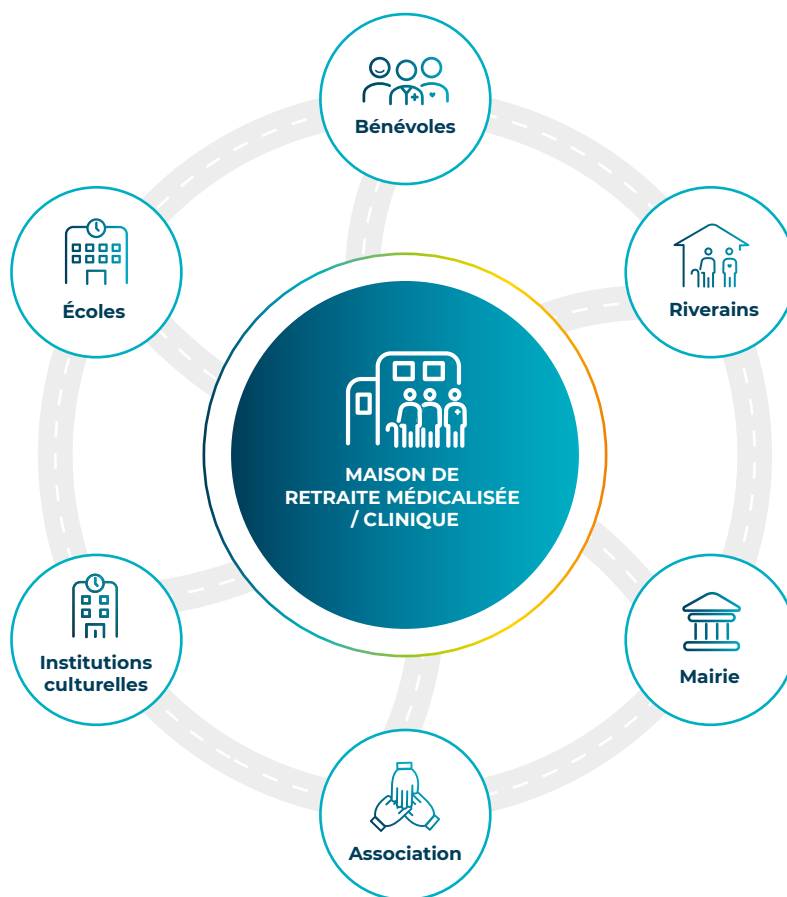 Bénévoles
Écoles
Riverains
MAISON DE
RETRAITE MÉDICALISÉE
/ CLINIQUE
Institutions
culturelles
Mairie
Association